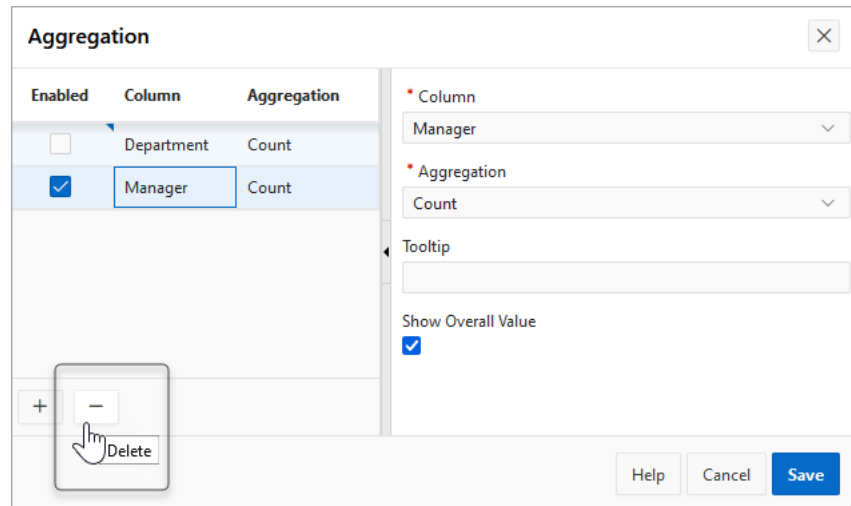 Aggregation
Enabled Column Aggregation
Department Count
Manager Count
* Column
Manager
* Aggregation
Count
Tooltip
Show Overall Value
+ −
Delete
Help Cancel Save